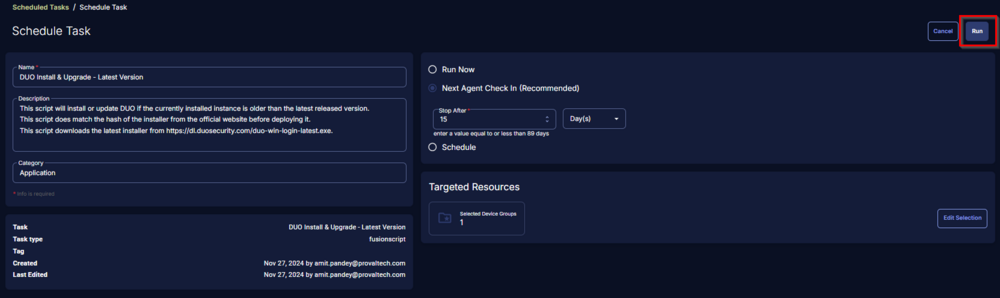 Scheduled Tasks / Schedule Task
Schedule Task
Cancel
Run
Name *
DUO Install & Upgrade - Latest Version
Description
This script will install or update DUO if the currently installed instance is older than the latest released version.
This script does match the hash of the installer from the official website before deploying it.
This script downloads the latest installer from https://dl.duosecurity.com/duo-win-login-latest.exe.
Category
Application
* Info is required
Task DUO Install & Upgrade - Latest Version
Task type fusionscript
Tag
Created Nov 27, 2024 by amit.pandey@provaltech.com
Last Edited Nov 27, 2024 by amit.pandey@provaltech.com
Run Now
Next Agent Check In (Recommended)
Stop After *
15
Day(s)
enter a value equal to or less than 89 days
Schedule
Targeted Resources
Selected Device Groups
1
Edit Selection